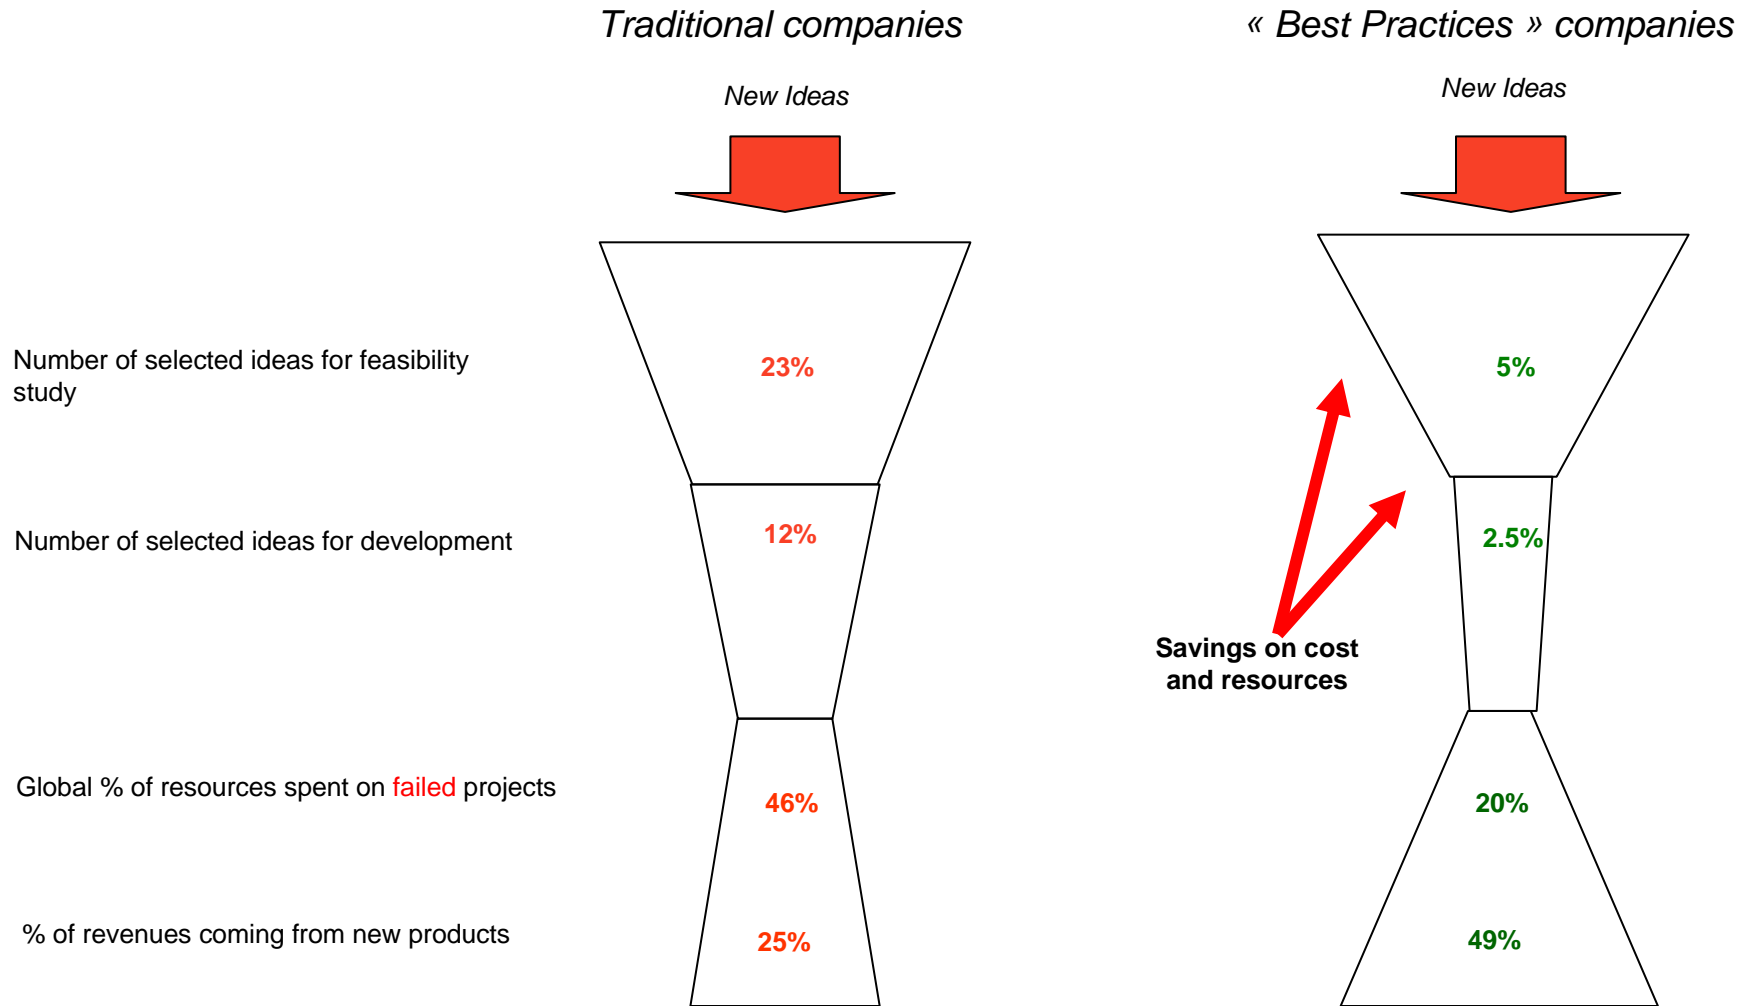 Traditional companies
« Best Practices » companies
New Ideas
New Ideas
Number of selected ideas for feasibility
study
23%
5%
Number of selected ideas for development
12%
2.5%
Savings on cost
and resources
Global % of resources spent on failed projects
46%
20%
% of revenues coming from new products
25%
49%